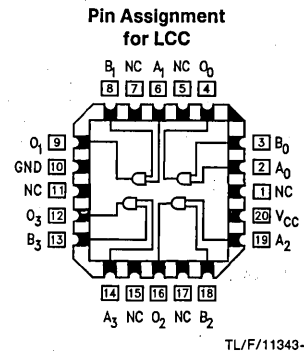 Pin Assignment
for LCC
B₁ NC A₁ NC O₀
8 7 6 5 4
O₁ 9 3 B₀
GND 10 2 A₀
NC 11 1 NC
O₃ 12 20 V_CC
B₃ 13 19 A₂
14 15 16 17 18
A₃ NC O₂ NC B₂
TL/F/11343-